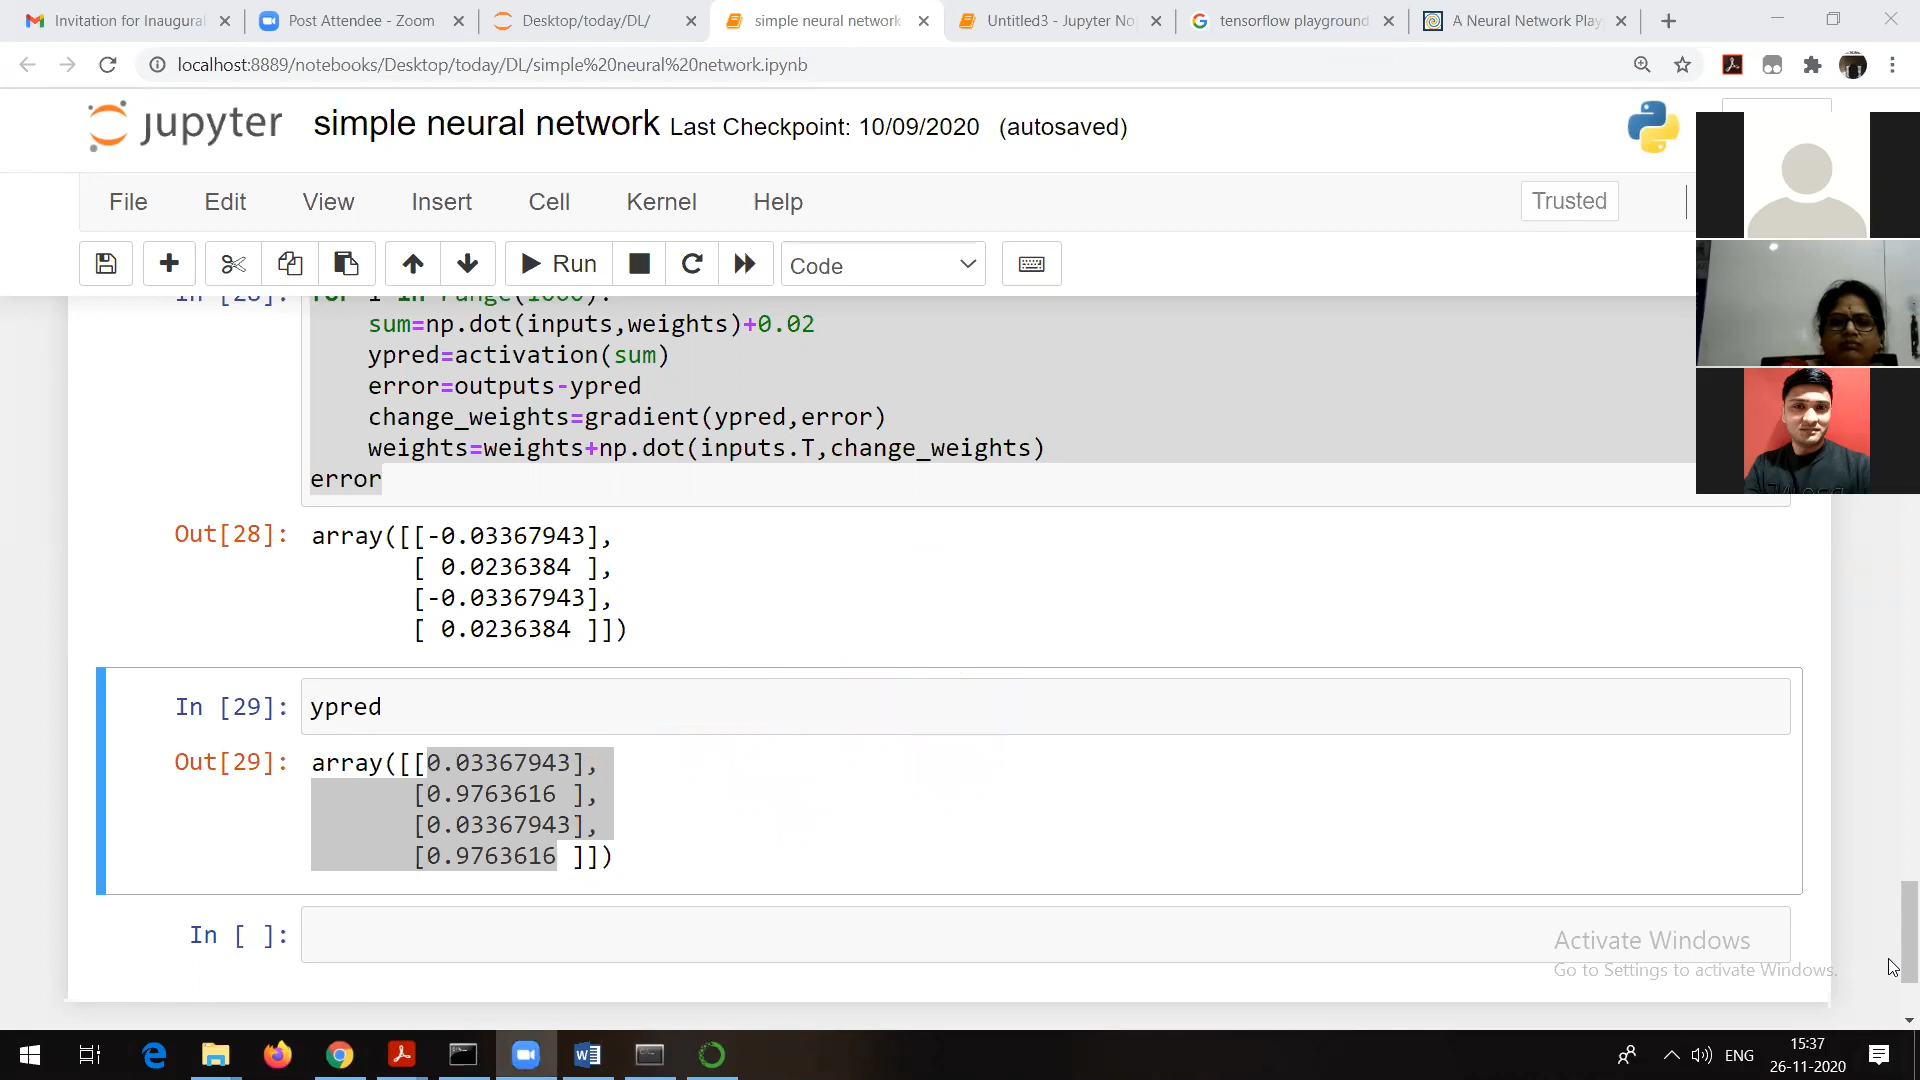 Invitation for Inaugural
Post Attendee - Zoom
Desktop/today/DL/
simple neural network
Untitled3 - Jupyter No
tensorflow playground
A Neural Network Play
localhost:8889/notebooks/Desktop/today/DL/simple%20neural%20network.ipynb
jupyter simple neural network Last Checkpoint: 10/09/2020 (autosaved)
File Edit View Insert Cell Kernel Help Trusted
Run Code
In [28]: for i in range(1000):
sum=np.dot(inputs,weights)+0.02
ypred=activation(sum)
error=outputs-ypred
change_weights=gradient(ypred,error)
weights=weights+np.dot(inputs.T,change_weights)
error
Out[28]: array([[-0.03367943],
[ 0.0236384 ],
[-0.03367943],
[ 0.0236384 ]])
In [29]: ypred
Out[29]: array([[0.03367943],
[0.9763616 ],
[0.03367943],
[0.9763616 ]])
In [ ]:
Activate Windows
Go to Settings to activate Windows.
ENG
15:37
26-11-2020